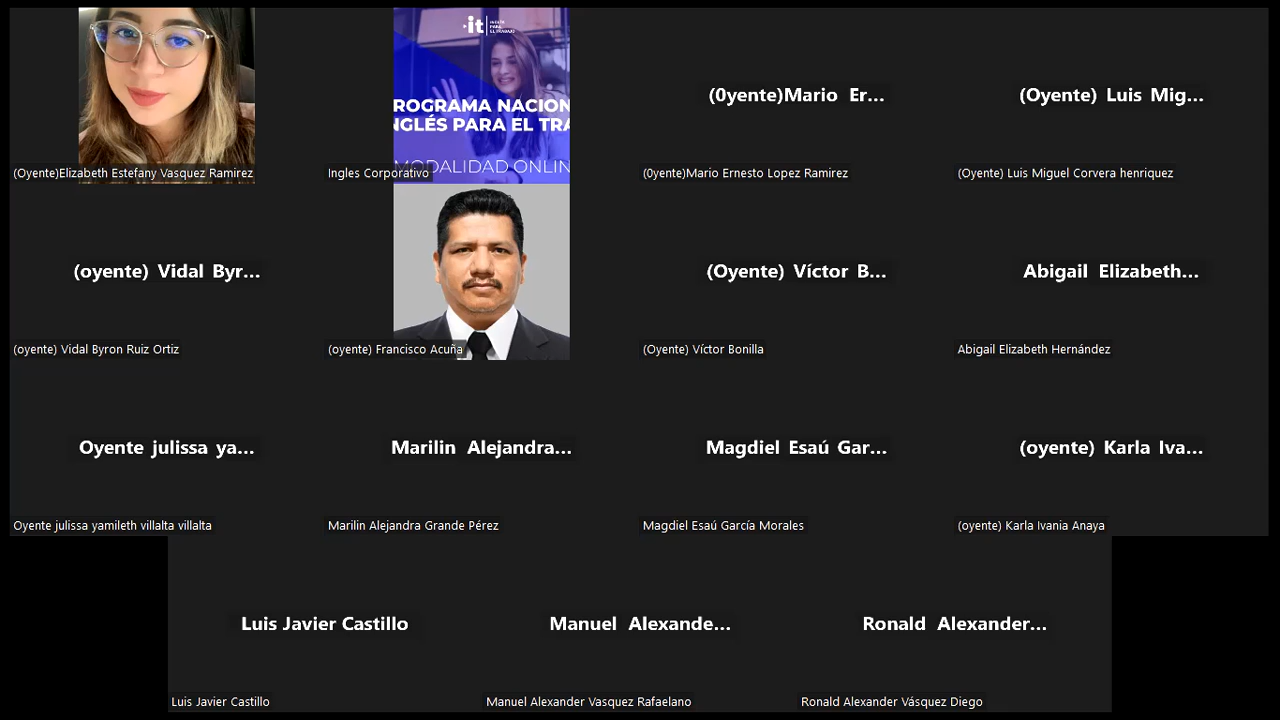 (Oyente)Elizabeth Estefany Vasquez Ramirez
it INGLÉS PARA EL TRABAJO
ROGRAMA NACION
NGLÉS PARA EL TRA
MODALIDAD ONLIN
Ingles Corporativo
(0yente)Mario Er...
(0yente)Mario Ernesto Lopez Ramirez
(Oyente) Luis Mig...
(Oyente) Luis Miguel Corvera henriquez
(oyente) Vidal Byr...
(oyente) Vidal Byron Ruiz Ortiz
(oyente) Francisco Acuña
(Oyente) Víctor B...
(Oyente) Víctor Bonilla
Abigail Elizabeth...
Abigail Elizabeth Hernández
Oyente julissa ya...
Oyente julissa yamileth villalta villalta
Marilin Alejandra...
Marilin Alejandra Grande Pérez
Magdiel Esaú Gar...
Magdiel Esaú García Morales
(oyente) Karla Iva...
(oyente) Karla Ivania Anaya
Luis Javier Castillo
Luis Javier Castillo
Manuel Alexande...
Manuel Alexander Vasquez Rafaelano
Ronald Alexander...
Ronald Alexander Vásquez Diego